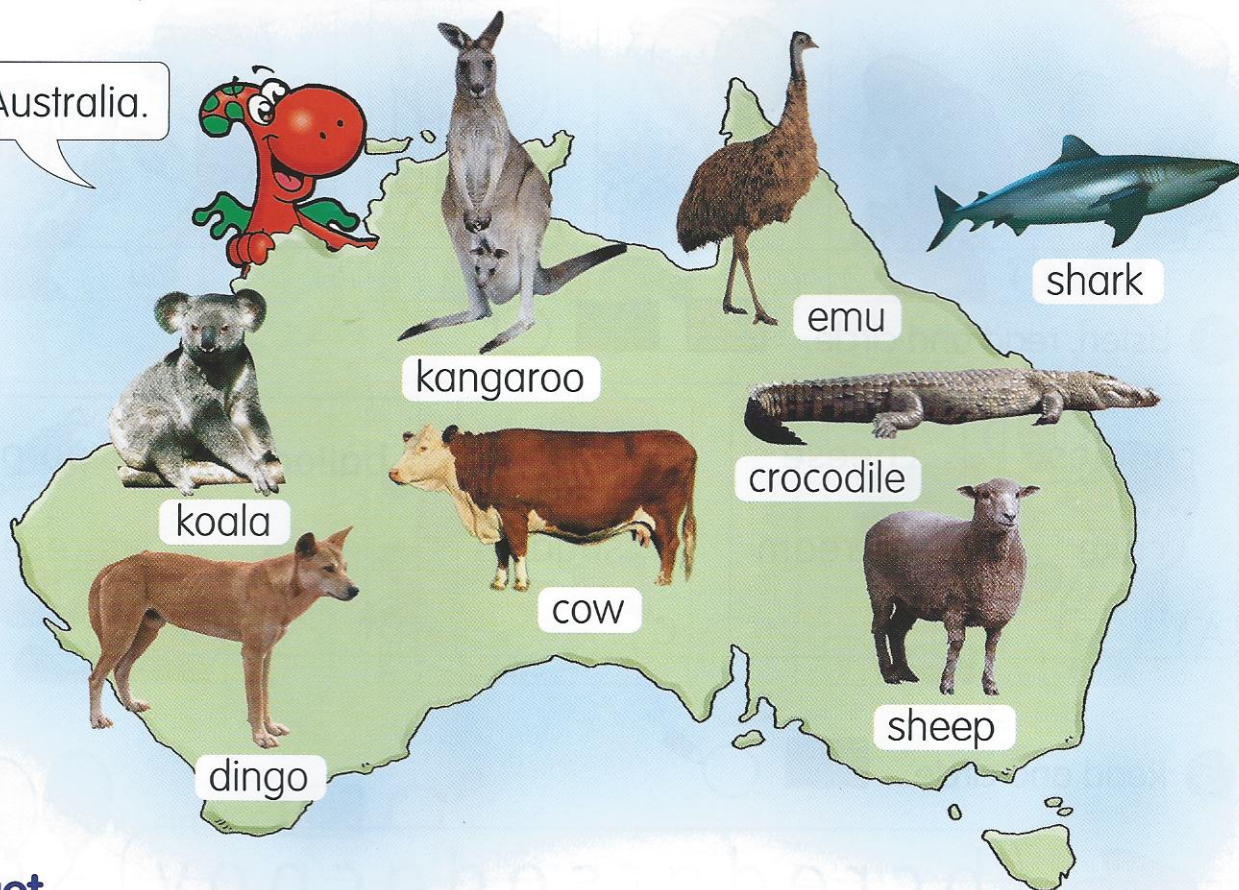 Australia.
shark
emu
kangaroo
crocodile
koala
cow
sheep
dingo